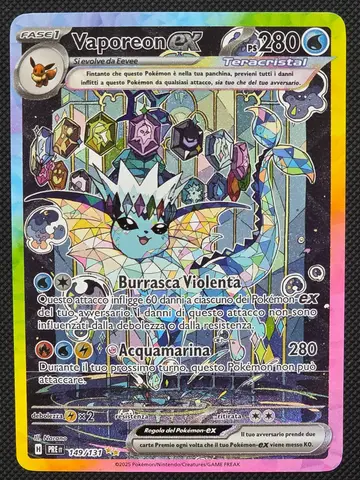 FASE 1
Vaporeon ex
PS 280
Si evolve da Eevee
Teracristal
Fintanto che questo Pokémon è nella tua panchina, previeni tutti i danni
inflitti a questo Pokémon da qualsiasi attacco, sia tuo che del tuo avversario.
Burrasca Violenta
Questo attacco infligge 60 danni a ciascuno dei Pokémon-ex
del tuo avversario. I danni di questo attacco non sono
influenzati dalla debolezza o dalla resistenza.
Acquamarina 280
Durante il tuo prossimo turno, questo Pokémon non può
attaccare.
debolezza x2 resistenza ritirata
Regola dei Pokémon-ex
Il tuo avversario prende due
carte Premio ogni volta che il tuo Pokémon-ex viene messo KO.
H PRE IT 149/131
©2025 Pokémon/Nintendo/Creatures/GAME FREAK